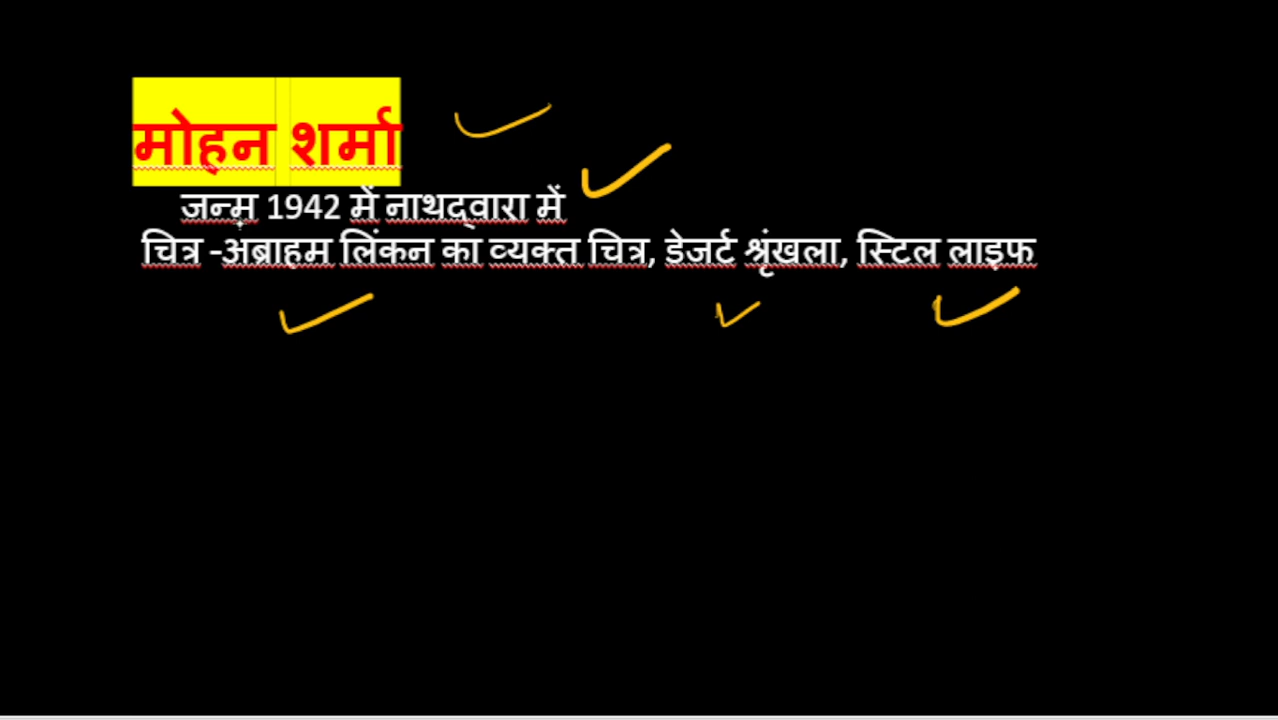 मोहन शर्मा
जन्म 1942 में नाथद्वारा में
चित्र -अब्राहम लिंकन का व्यक्त चित्र, डेजर्ट श्रृंखला, स्टिल लाइफ